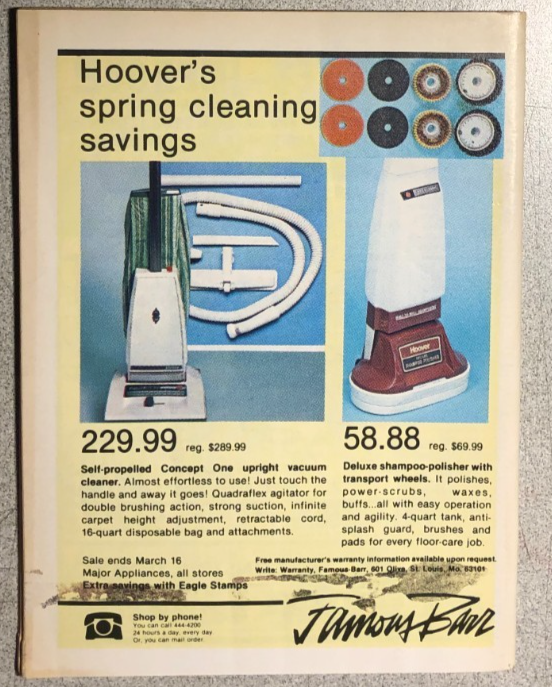 Hoover's
spring cleaning
savings
Hoover
229.99 reg. $289.99
Self-propelled Concept One upright vacuum
cleaner. Almost effortless to use! Just touch the
handle and away it goes! Quadraflex agitator for
double brushing action, strong suction, infinite
carpet height adjustment, retractable cord,
16-quart disposable bag and attachments.
58.88 reg. $69.99
Deluxe shampoo-polisher with
transport wheels. It polishes,
power-scrubs, waxes,
buffs...all with easy operation
and agility. 4-quart tank, anti-
splash guard, brushes and
pads for every floor-care job.
Sale ends March 16
Major Appliances, all stores
Extra savings with Eagle Stamps
Free manufacturer's warranty information available upon request.
Write: Warranty, Famous-Barr, 601 Olive, St. Louis, Mo. 63101
Shop by phone!
You can call 444-4200
24 hours a day, every day
Or, you can mail order.
Famous Barr